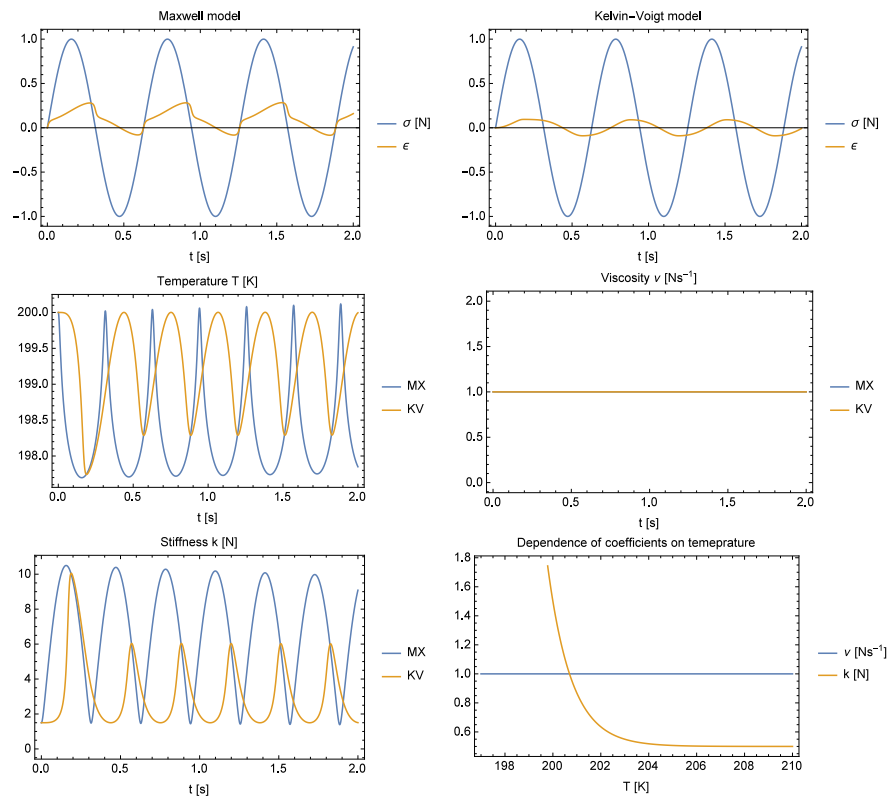 Maxwell model
1.0
0.5
0.0
−0.5
−1.0
0.0 0.5 1.0 1.5 2.0
t [s]
σ [N]
ϵ
Kelvin−Voigt model
1.0
0.5
0.0
−0.5
−1.0
0.0 0.5 1.0 1.5 2.0
t [s]
σ [N]
ϵ
Temperature T [K]
200.0
199.5
199.0
198.5
198.0
0.0 0.5 1.0 1.5 2.0
t [s]
MX
KV
Viscosity ν [Ns⁻¹]
2.0
1.5
1.0
0.5
0.0
0.0 0.5 1.0 1.5 2.0
t [s]
MX
KV
Stiffness k [N]
10
8
6
4
2
0
0.0 0.5 1.0 1.5 2.0
t [s]
MX
KV
Dependence of coefficients on temeprature
1.8
1.6
1.4
1.2
1.0
0.8
0.6
198 200 202 204 206 208 210
T [K]
ν [Ns⁻¹]
k [N]